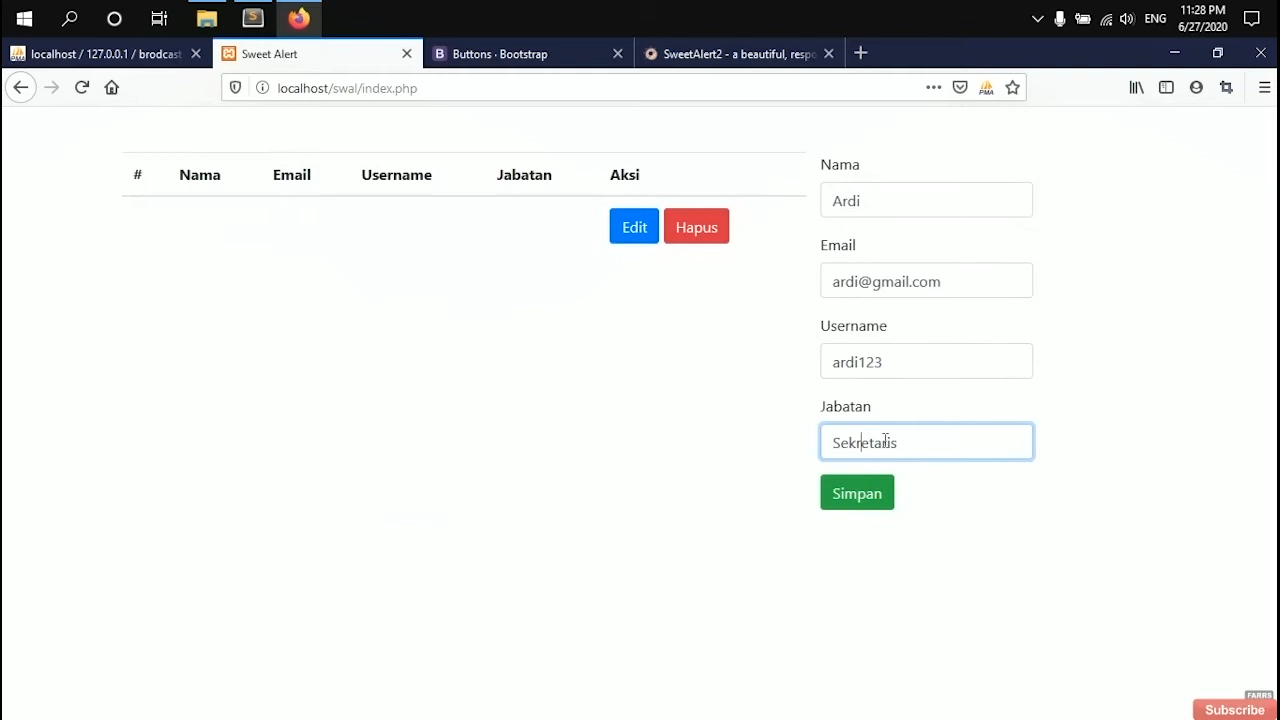 ENG
11:28 PM
6/27/2020
localhost / 127.0.0.1 / brodcast
Sweet Alert
Buttons · Bootstrap
SweetAlert2 - a beautiful, respo
localhost/swal/index.php
PMA
# Nama Email Username Jabatan Aksi
Edit Hapus
Nama
Ardi
Email
ardi@gmail.com
Username
ardi123
Jabatan
Sekretaris
Simpan
FARRS
Subscribe